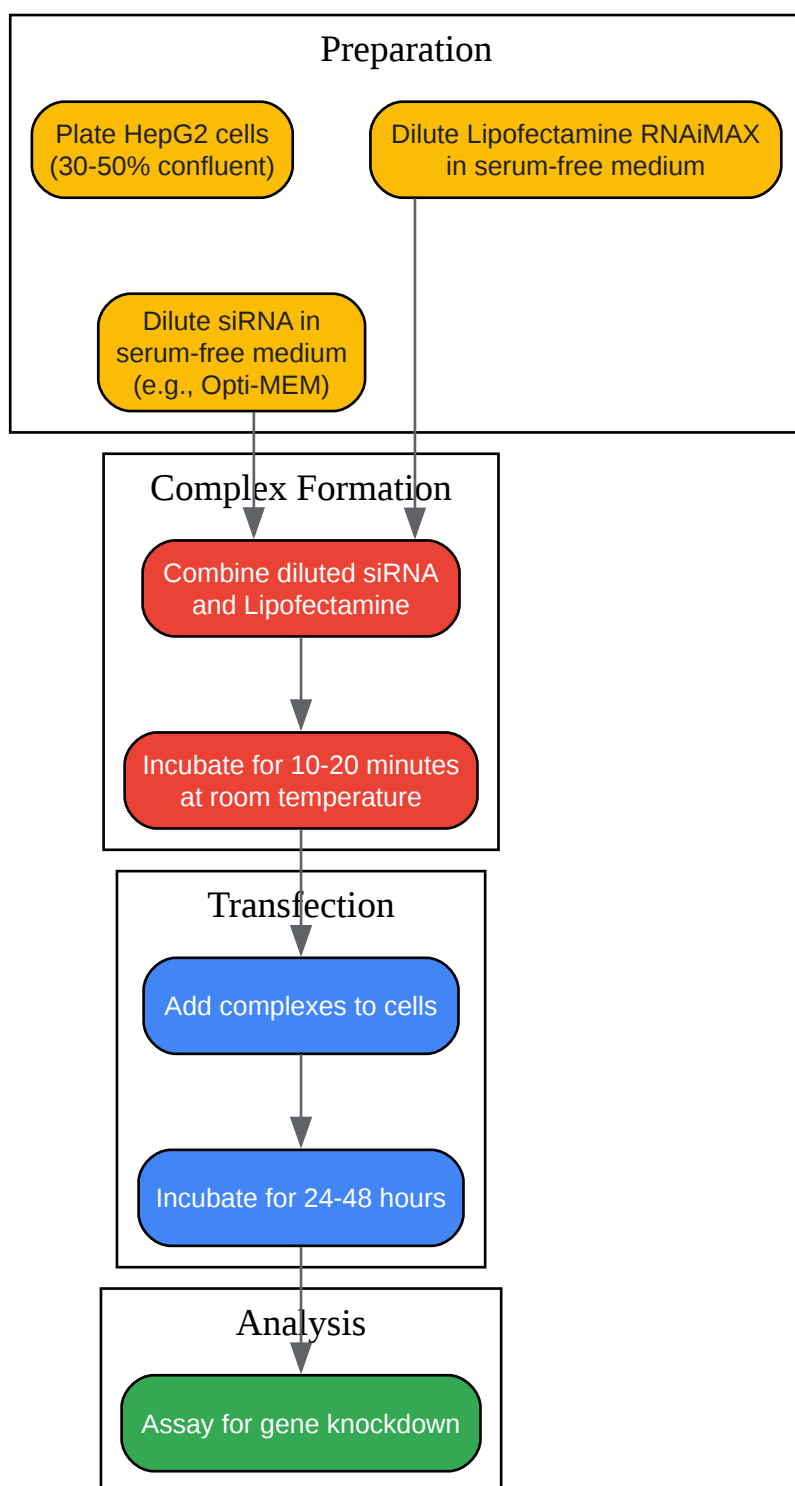 Preparation
Plate HepG2 cells
(30-50% confluent)
Dilute Lipofectamine RNAiMAX
in serum-free medium
Dilute siRNA in
serum-free medium
(e.g., Opti-MEM)
Complex Formation
Combine diluted siRNA
and Lipofectamine
Incubate for 10-20 minutes
at room temperature
Transfection
Add complexes to cells
Incubate for 24-48 hours
Analysis
Assay for gene knockdown